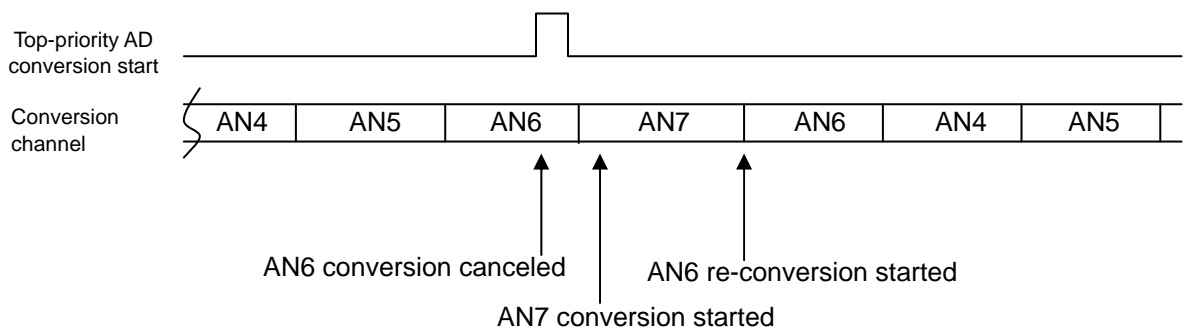 Top-priority AD
conversion start
Conversion
channel
AN4 AN5 AN6 AN7 AN6 AN4 AN5
AN6 conversion canceled
AN6 re-conversion started
AN7 conversion started